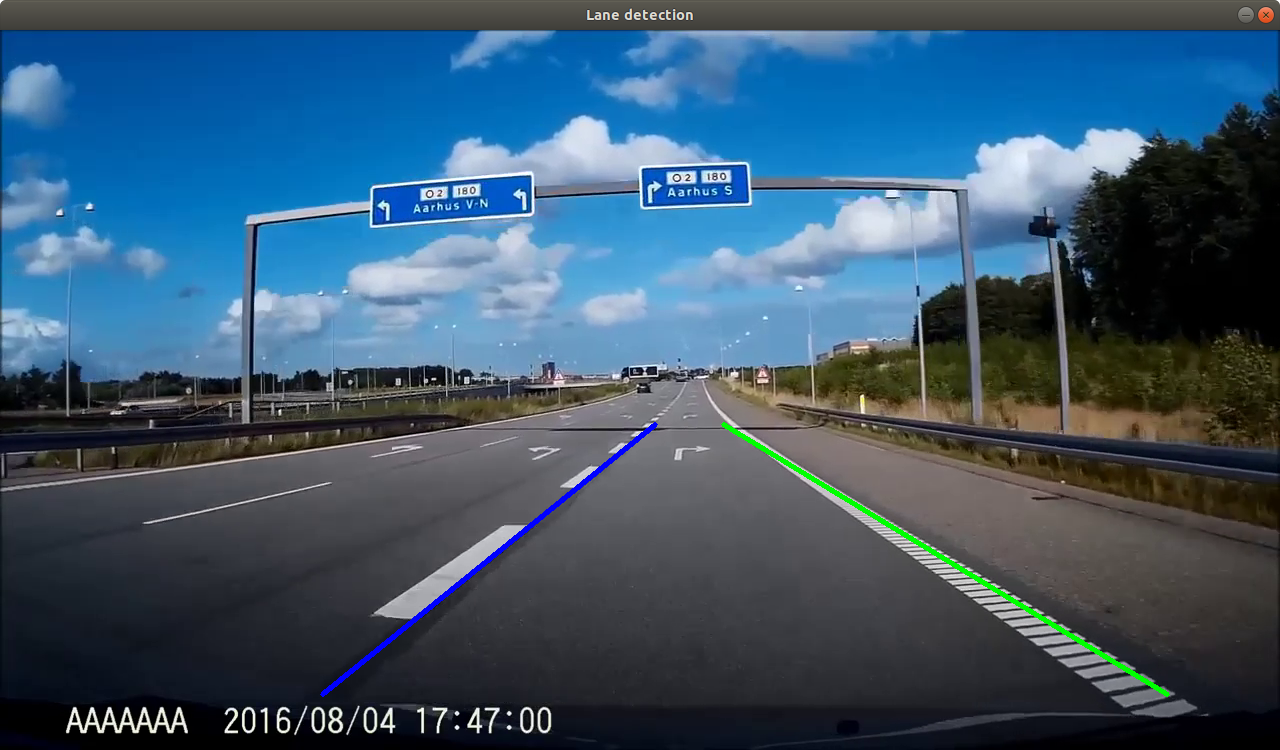 Lane detection
O2 180
Aarhus V-N
O2 180
Aarhus S
AAAAAAA 2016/08/04 17:47:00